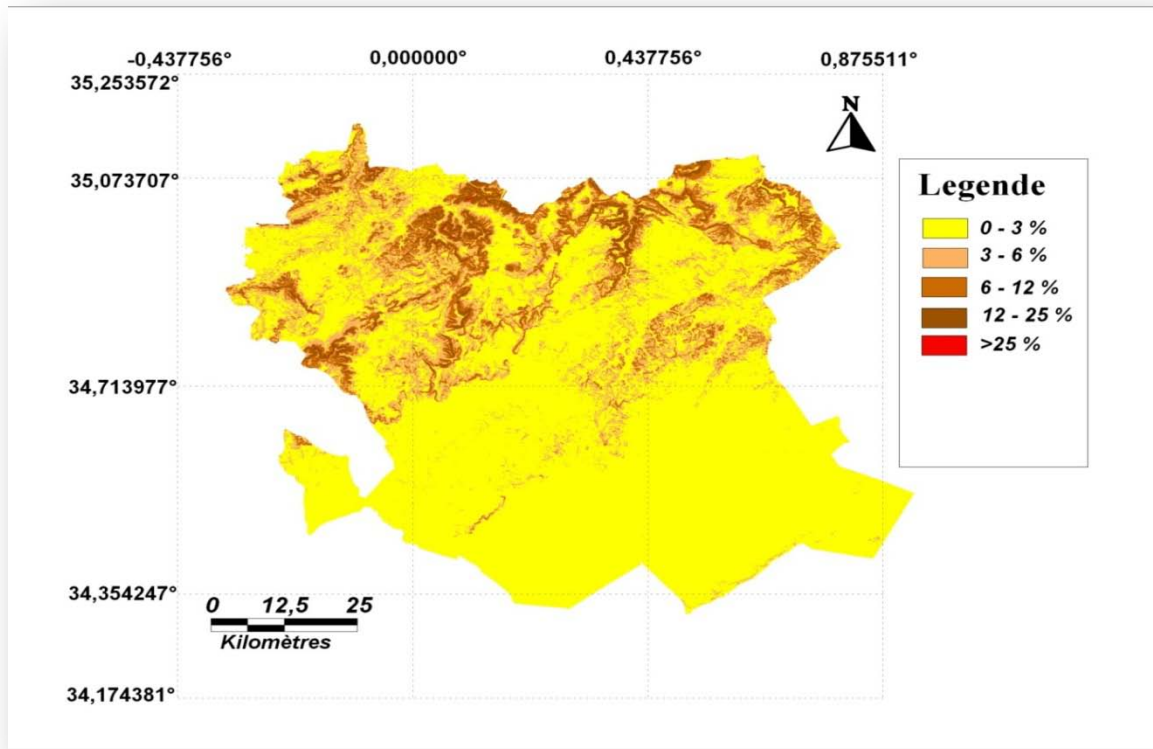 -0,437756° 0,000000° 0,437756° 0,875511°
35,253572°
N
35,073707°
Legende
0 - 3 %
3 - 6 %
6 - 12 %
12 - 25 %
>25 %
34,713977°
34,354247°
0 12,5 25
Kilomètres
34,174381°